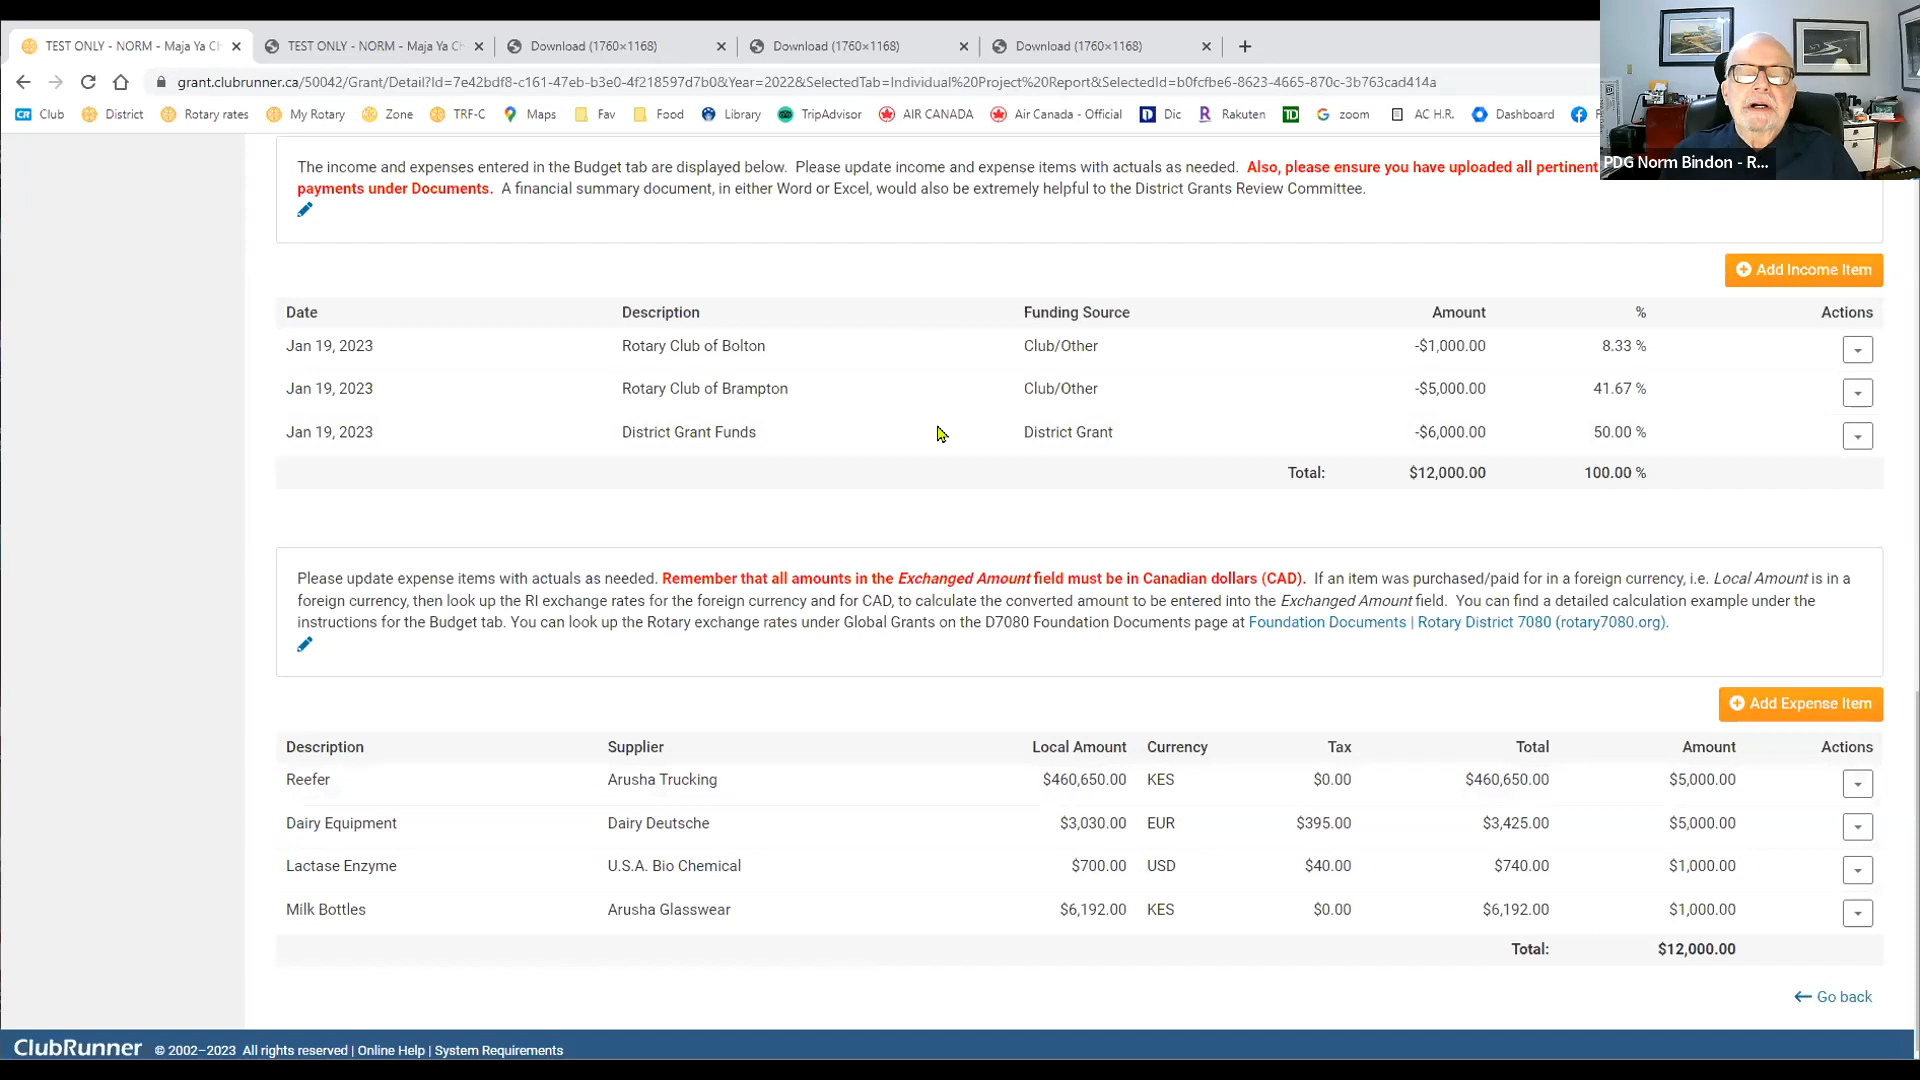 TEST ONLY - NORM - Maja Ya Ch
TEST ONLY - NORM - Maja Ya Ch
Download (1760×1168)
Download (1760×1168)
Download (1760×1168)
grant.clubrunner.ca/50042/Grant/Detail?Id=7e42bdf8-c161-47eb-b3e0-4f218597d7b0&Year=2022&SelectedTab=Individual%20Project%20Report&SelectedId=b0fcfbe6-8623-4665-870c-3b763cad414a
CR Club District Rotary rates My Rotary Zone TRF-C Maps Fav Food Library TripAdvisor AIR CANADA Air Canada - Official Dic Rakuten TD zoom AC H.R. Dashboard
PDG Norm Bindon - R...
The income and expenses entered in the Budget tab are displayed below. Please update income and expense items with actuals as needed. Also, please ensure you have uploaded all pertinent
payments under Documents. A financial summary document, in either Word or Excel, would also be extremely helpful to the District Grants Review Committee.
Add Income Item
Date Description Funding Source Amount % Actions
Jan 19, 2023 Rotary Club of Bolton Club/Other -$1,000.00 8.33 %
Jan 19, 2023 Rotary Club of Brampton Club/Other -$5,000.00 41.67 %
Jan 19, 2023 District Grant Funds District Grant -$6,000.00 50.00 %
Total: $12,000.00 100.00 %
Please update expense items with actuals as needed. Remember that all amounts in the Exchanged Amount field must be in Canadian dollars (CAD). If an item was purchased/paid for in a foreign currency, i.e. Local Amount is in a
foreign currency, then look up the RI exchange rates for the foreign currency and for CAD, to calculate the converted amount to be entered into the Exchanged Amount field. You can find a detailed calculation example under the
instructions for the Budget tab. You can look up the Rotary exchange rates under Global Grants on the D7080 Foundation Documents page at Foundation Documents | Rotary District 7080 (rotary7080.org).
Add Expense Item
Description Supplier Local Amount Currency Tax Total Amount Actions
Reefer Arusha Trucking $460,650.00 KES $0.00 $460,650.00 $5,000.00
Dairy Equipment Dairy Deutsche $3,030.00 EUR $395.00 $3,425.00 $5,000.00
Lactase Enzyme U.S.A. Bio Chemical $700.00 USD $40.00 $740.00 $1,000.00
Milk Bottles Arusha Glasswear $6,192.00 KES $0.00 $6,192.00 $1,000.00
Total: $12,000.00
Go back
ClubRunner © 2002–2023 All rights reserved | Online Help | System Requirements